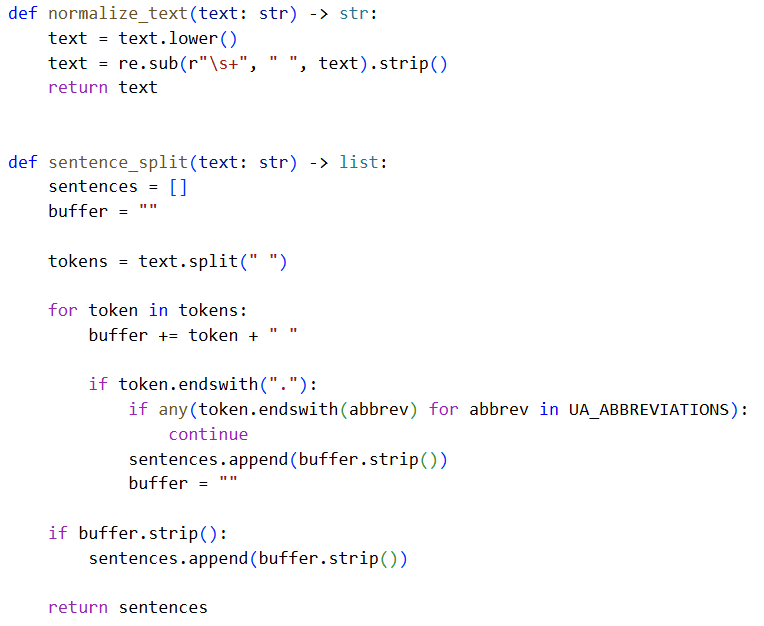 def normalize_text(text: str) -> str:
    text = text.lower()
    text = re.sub(r"\s+", " ", text).strip()
    return text
def sentence_split(text: str) -> list:
    sentences = []
    buffer = ""
    tokens = text.split(" ")
    for token in tokens:
        buffer += token + " "
        if token.endswith("."):
            if any(token.endswith(abbrev) for abbrev in UA_ABBREVIATIONS):
                continue
            sentences.append(buffer.strip())
            buffer = ""
    if buffer.strip():
        sentences.append(buffer.strip())
    return sentences